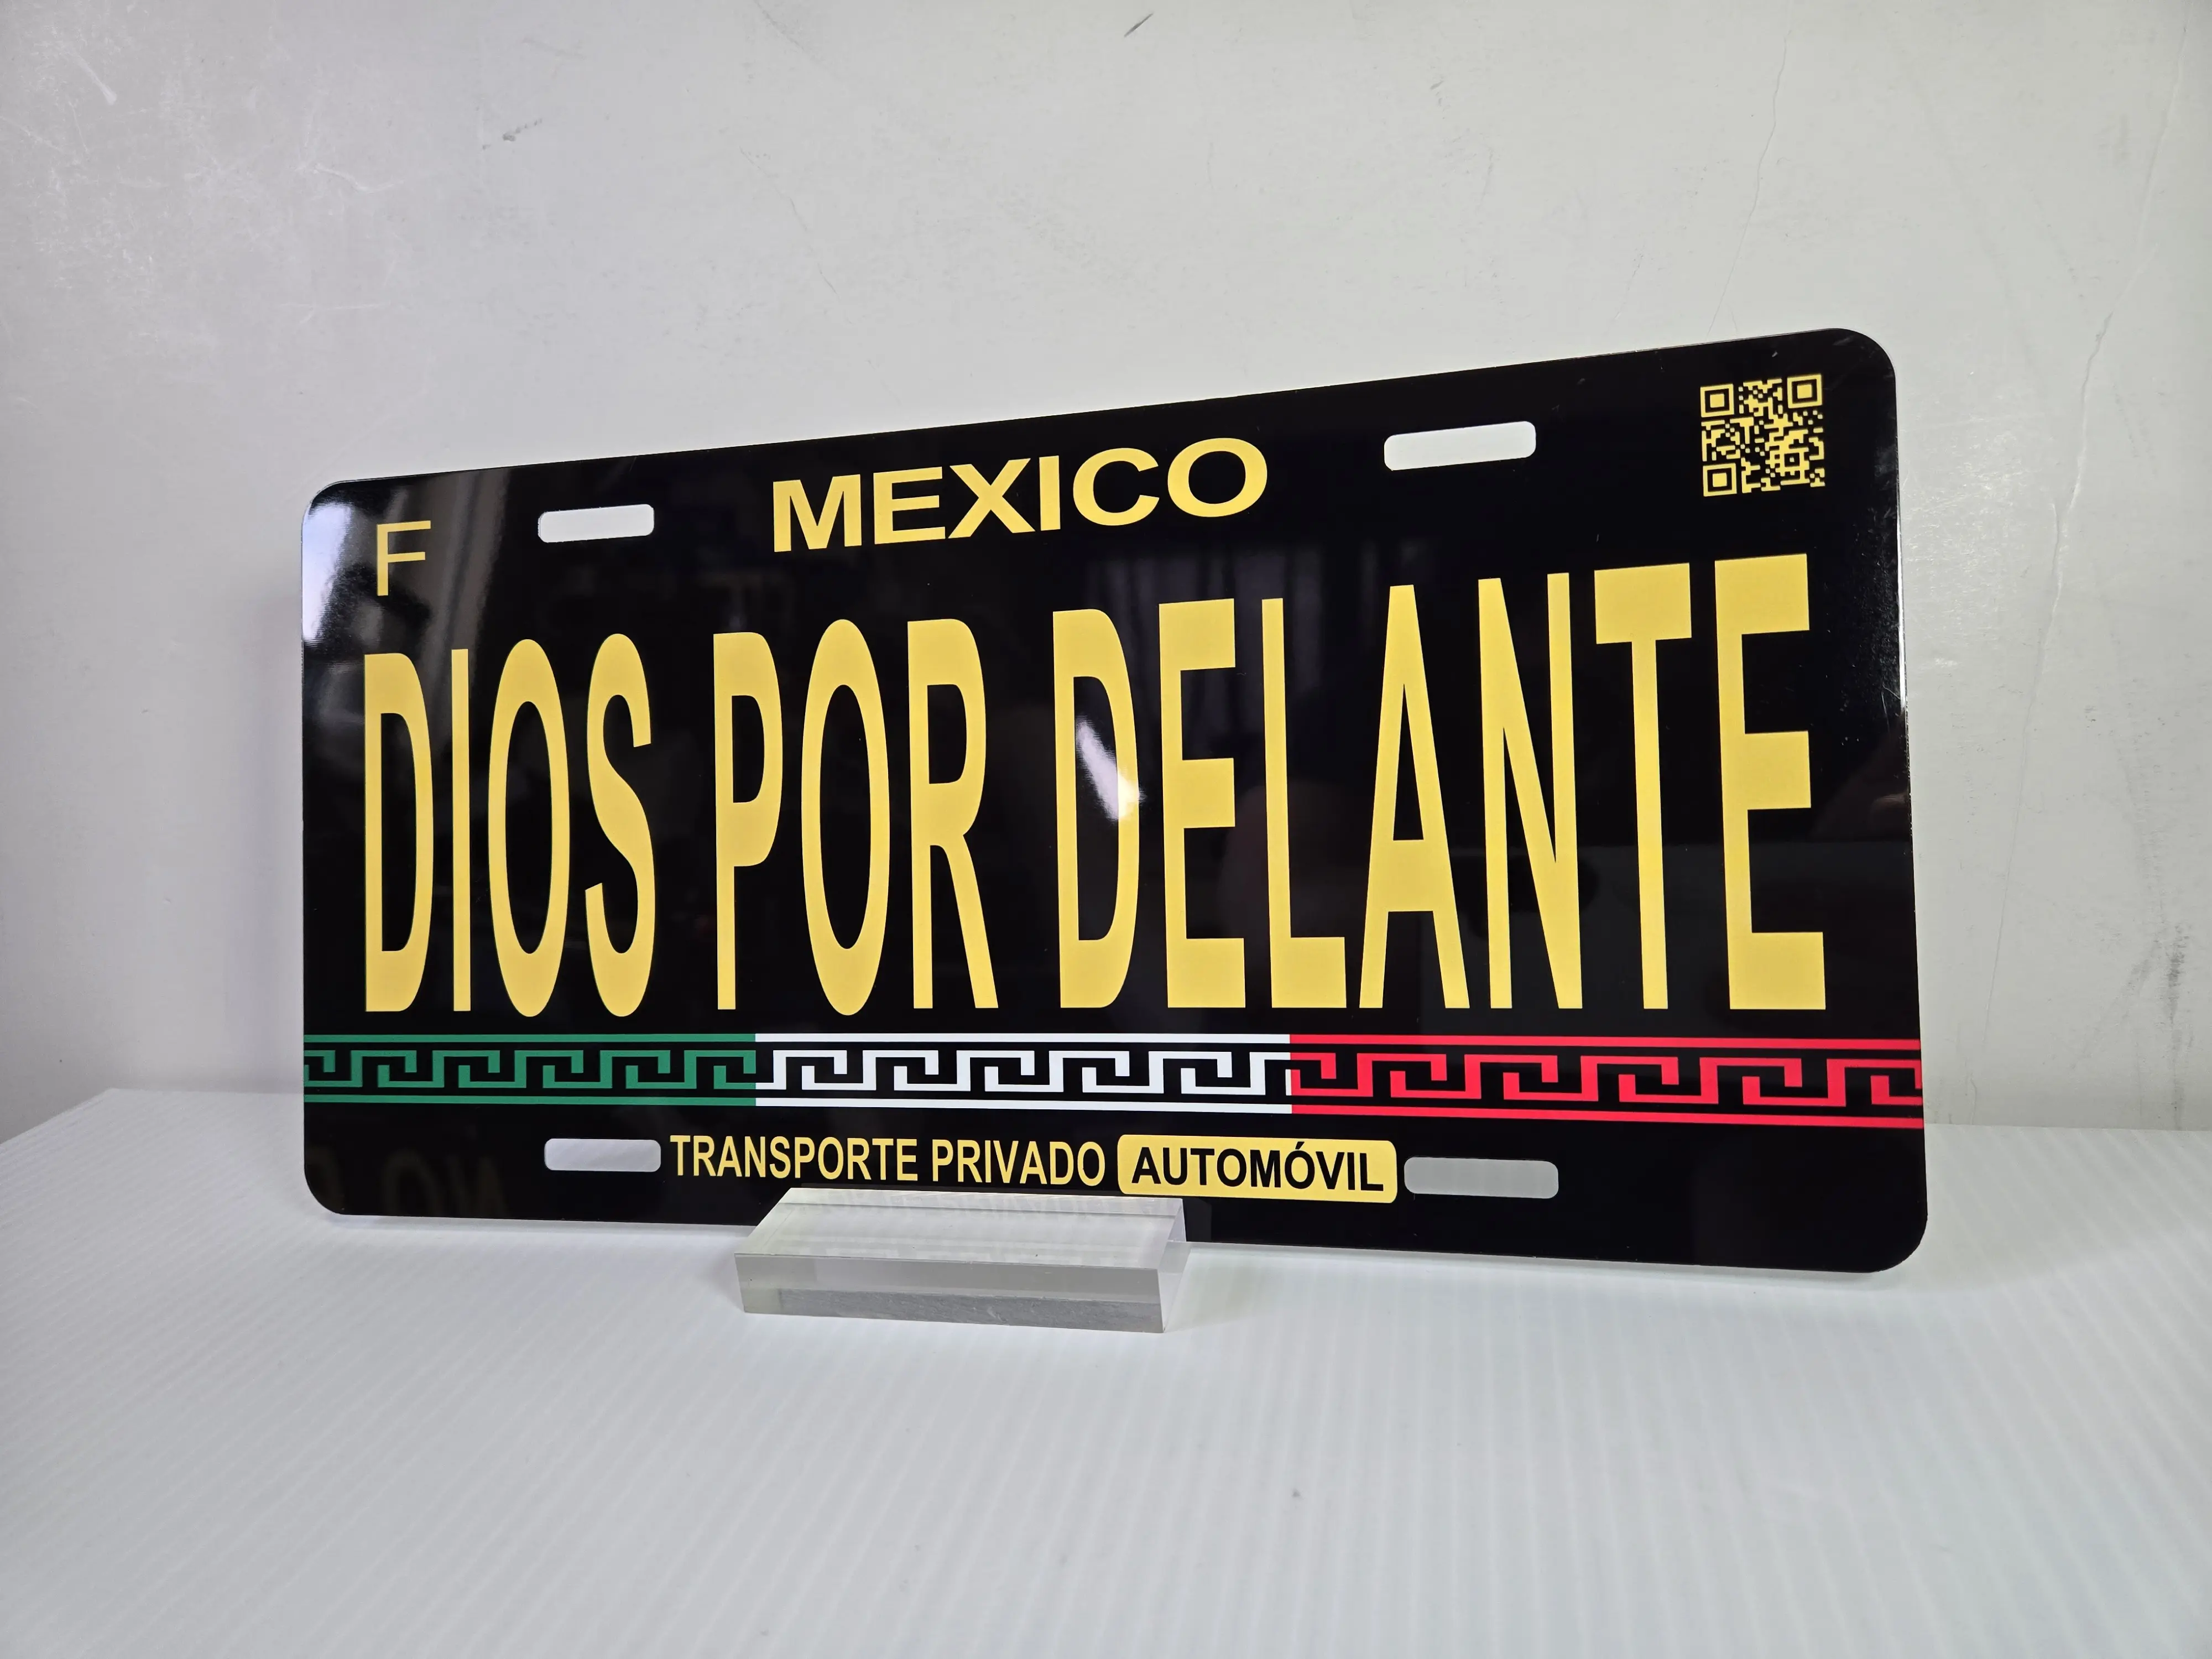 MEXICO
F
DIOS POR DELANTE
TRANSPORTE PRIVADO AUTOMÓVIL